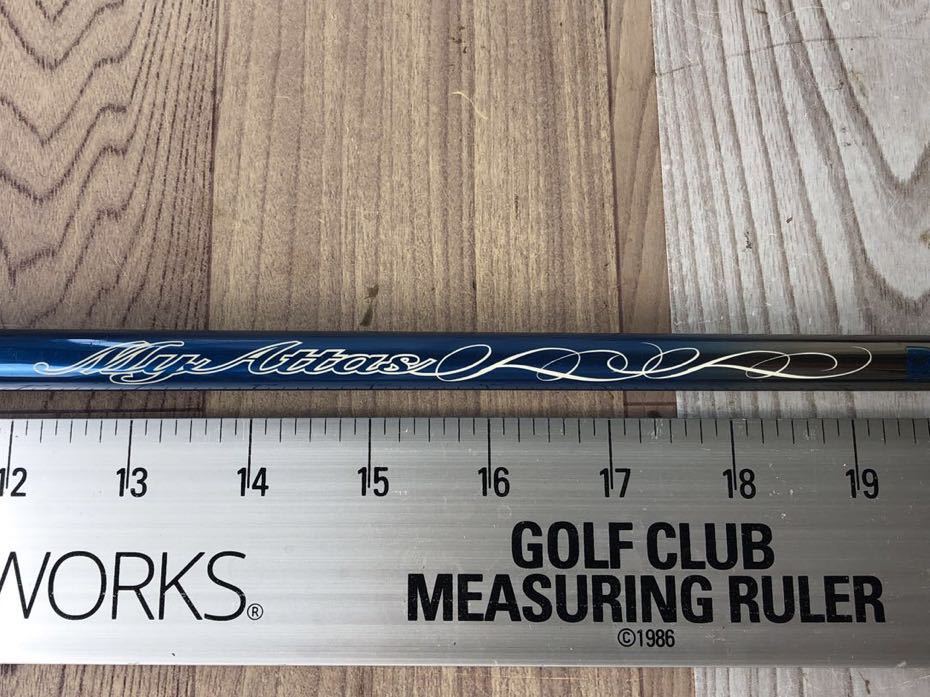 My Attas
12 13 14 15 16 17 18 19
WORKS®
GOLF CLUB
MEASURING RULER
©1986